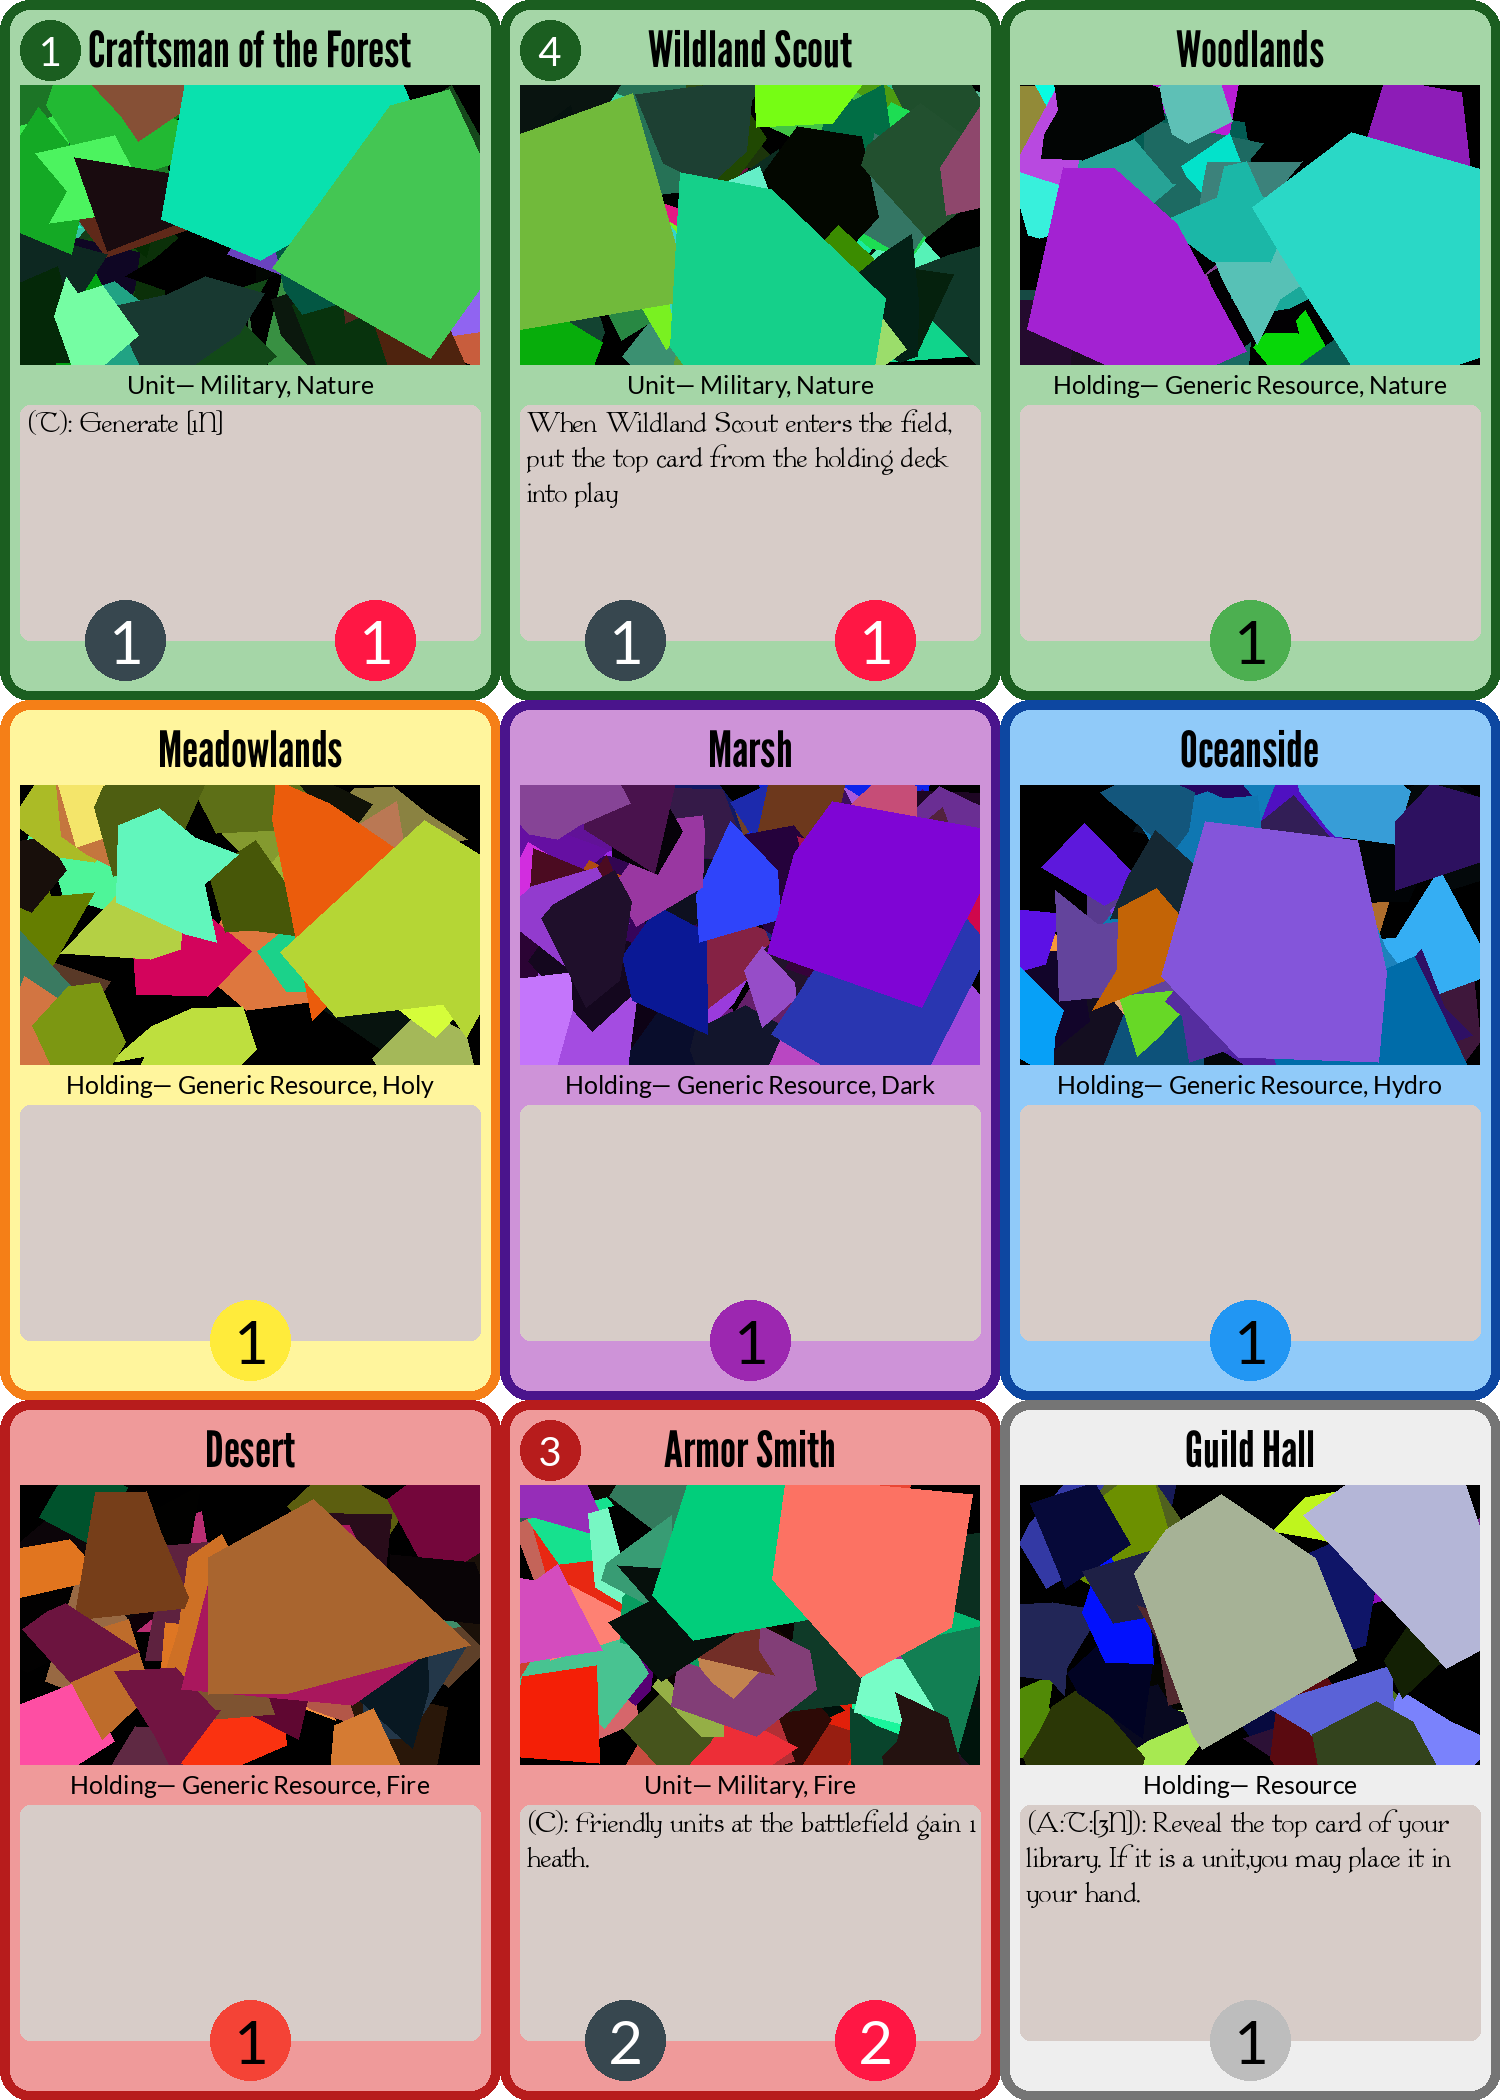 1 Craftsman of the Forest
Unit— Military, Nature
(T): Generate [1N]
1 1
4 Wildland Scout
Unit— Military, Nature
When Wildland Scout enters the field,
put the top card from the holding deck
into play
1 1
Woodlands
Holding— Generic Resource, Nature
1
Meadowlands
Holding— Generic Resource, Holy
1
Marsh
Holding— Generic Resource, Dark
1
Oceanside
Holding— Generic Resource, Hydro
1
Desert
Holding— Generic Resource, Fire
1
3 Armor Smith
Unit— Military, Fire
(C): Friendly units at the battlefield gain 1
heath.
2 2
Guild Hall
Holding— Resource
(A:T:[3N]): Reveal the top card of your
library. If it is a unit,you may place it in
your hand.
1